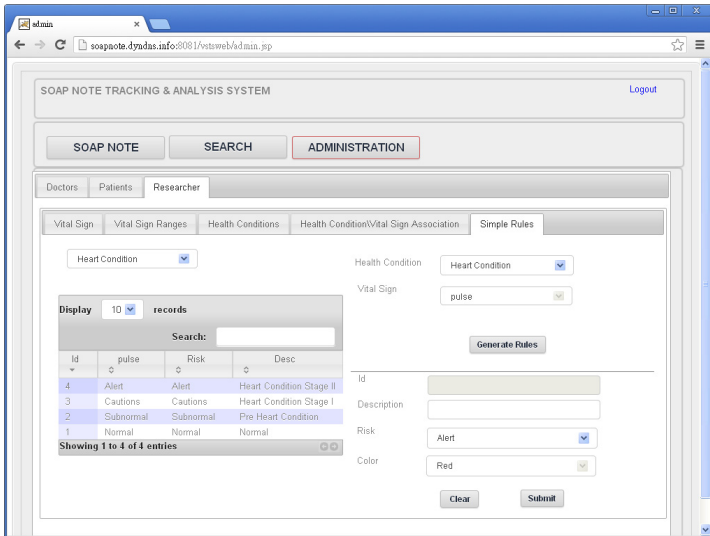 admin
soapnote.dyndns.info:8081/vstsweb/admin.jsp
SOAP NOTE TRACKING & ANALYSIS SYSTEM
Logout
SOAP NOTE SEARCH ADMINISTRATION
Doctors Patients Researcher
Vital Sign Vital Sign Ranges Health Conditions Health Condition\Vital Sign Association Simple Rules
Heart Condition
Health Condition Heart Condition
Vital Sign pulse
Generate Rules
Display 10 records
Search:
Id pulse Risk Desc
4 Alert Alert Heart Condition Stage II
3 Cautions Cautions Heart Condition Stage I
2 Subnormal Subnormal Pre Heart Condition
1 Normal Normal Normal
Showing 1 to 4 of 4 entries
Id
Description
Risk Alert
Color Red
Clear Submit